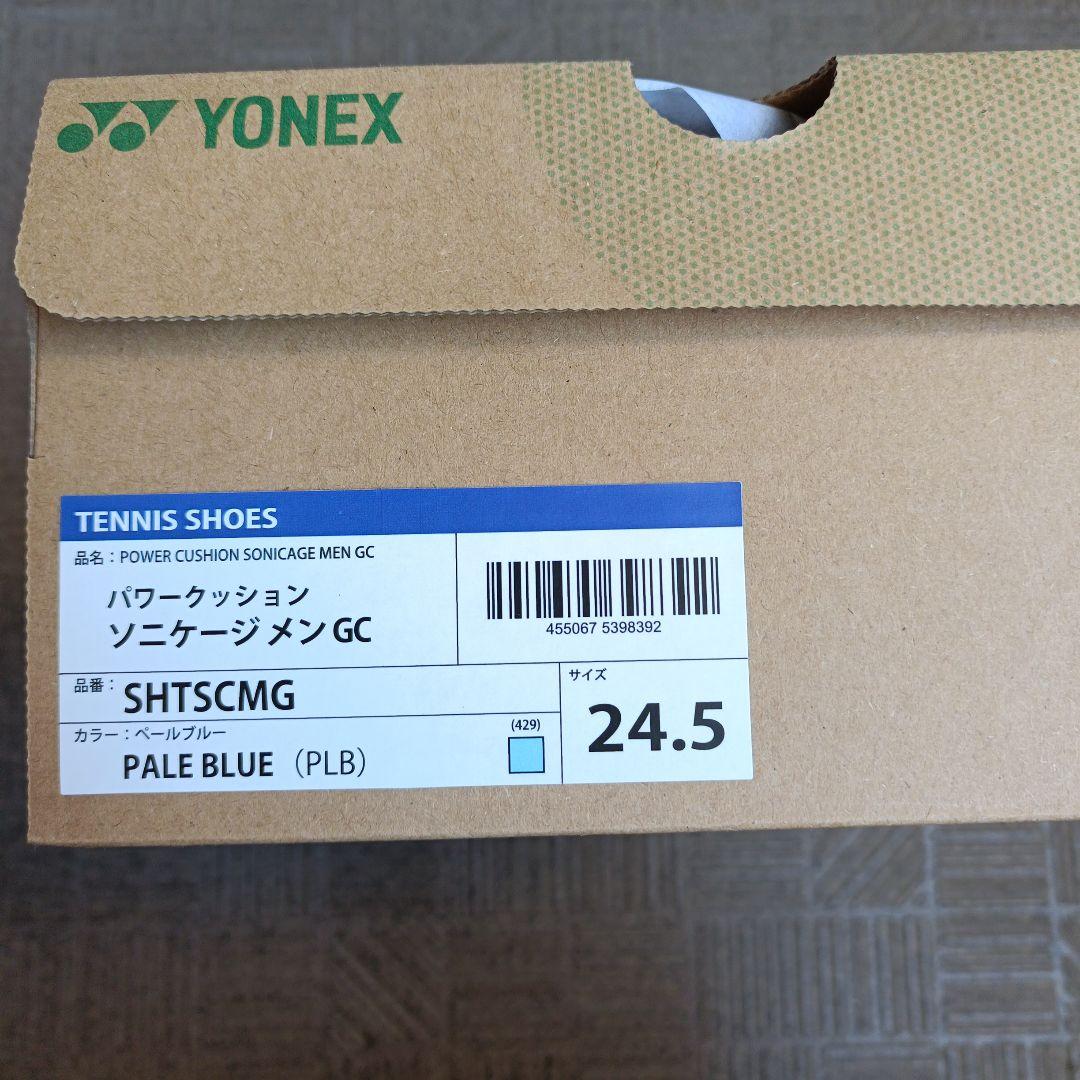 YONEX
TENNIS SHOES
品名：POWER CUSHION SONICAGE MEN GC
パワークッション
ソニケージ メン GC
455067 5398392
品番：SHTSCMG
サイズ
24.5
カラー：ペールブルー
(429)
PALE BLUE（PLB）